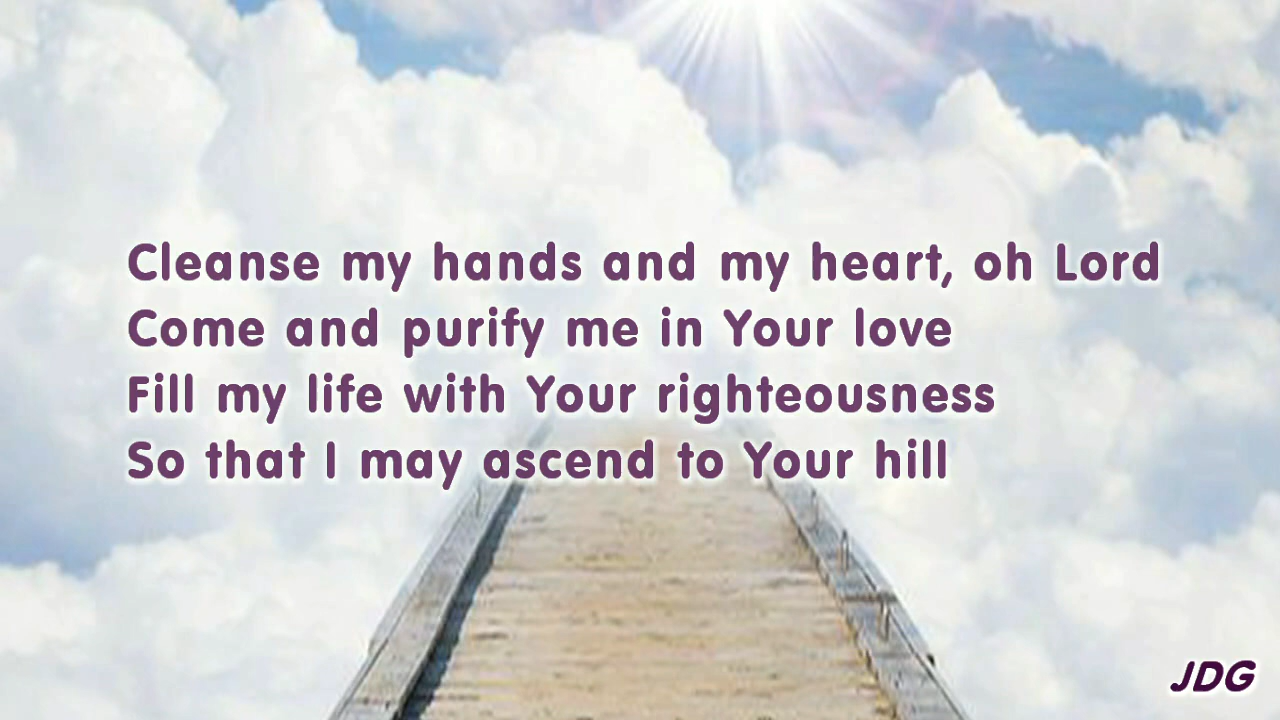 Cleanse my hands and my heart, oh Lord
Come and purify me in Your love
Fill my life with Your righteousness
So that I may ascend to Your hill
JDG